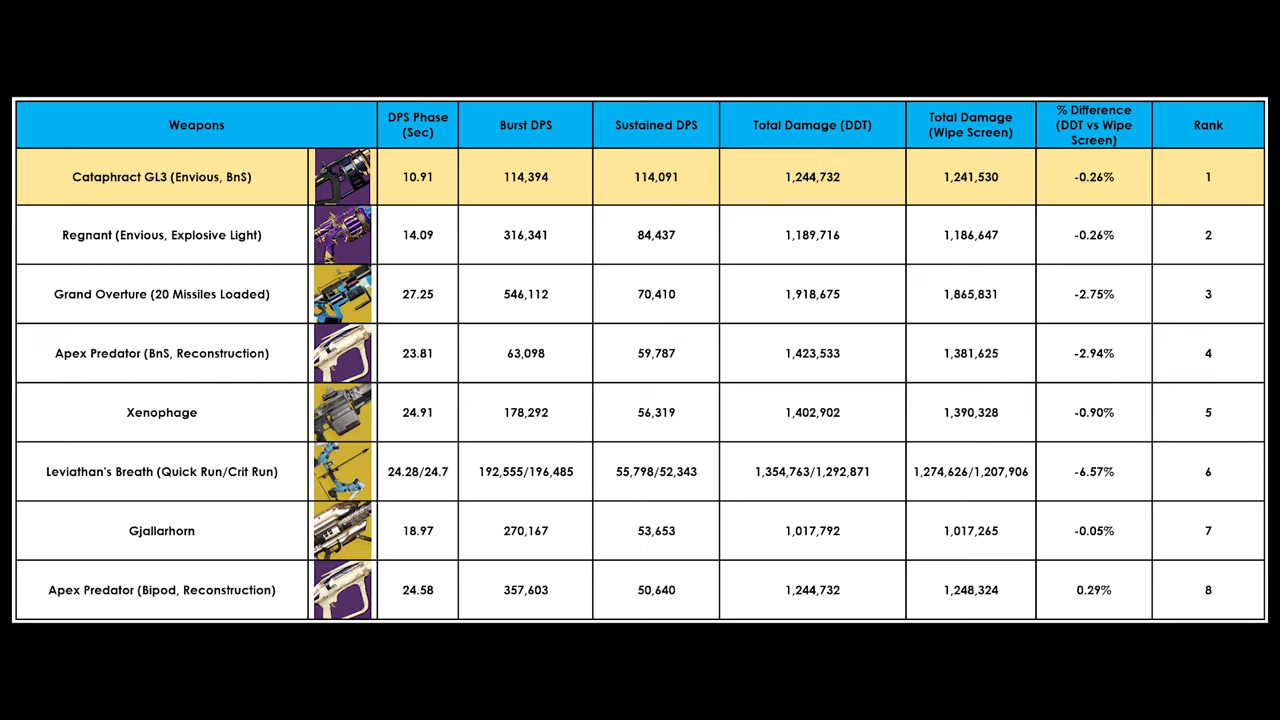 Weapons DPS Phase (Sec) Burst DPS Sustained DPS Total Damage (DDT) Total Damage (Wipe Screen) % Difference (DDT vs Wipe Screen) Rank
Cataphract GL3 (Envious, BnS) 10.91 114,394 114,091 1,244,732 1,241,530 -0.26% 1
Regnant (Envious, Explosive Light) 14.09 316,341 84,437 1,189,716 1,186,647 -0.26% 2
Grand Overture (20 Missiles Loaded) 27.25 546,112 70,410 1,918,675 1,865,831 -2.75% 3
Apex Predator (BnS, Reconstruction) 23.81 63,098 59,787 1,423,533 1,381,625 -2.94% 4
Xenophage 24.91 178,292 56,319 1,402,902 1,390,328 -0.90% 5
Leviathan's Breath (Quick Run/Crit Run) 24.28/24.7 192,555/196,485 55,798/52,343 1,354,763/1,292,871 1,274,626/1,207,906 -6.57% 6
Gjallarhorn 18.97 270,167 53,653 1,017,792 1,017,265 -0.05% 7
Apex Predator (Bipod, Reconstruction) 24.58 357,603 50,640 1,244,732 1,248,324 0.29% 8